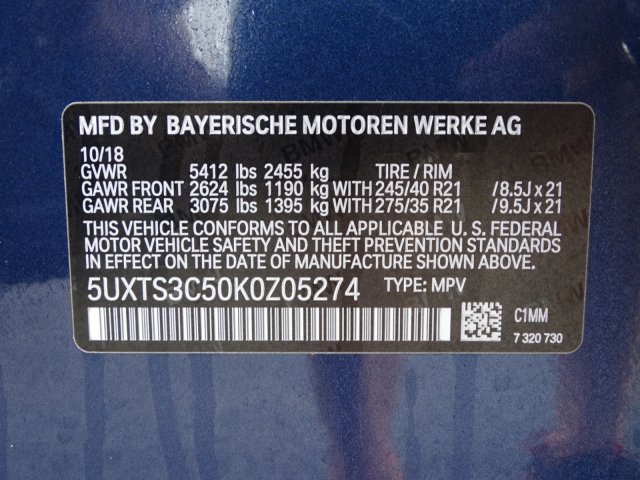 MFD BY BAYERISCHE MOTOREN WERKE AG
10/18
GVWR 5412 lbs 2455 kg TIRE / RIM
GAWR FRONT 2624 lbs 1190 kg WITH 245/40 R21 /8.5J x 21
GAWR REAR 3075 lbs 1395 kg WITH 275/35 R21 /9.5J x 21
THIS VEHICLE CONFORMS TO ALL APPLICABLE U. S. FEDERAL
MOTOR VEHICLE SAFETY AND THEFT PREVENTION STANDARDS
IN EFFECT ON THE DATE OF MANUFACTURE SHOWN ABOVE.
5UXTS3C50K0Z05274 TYPE: MPV
C1MM
7 320 730